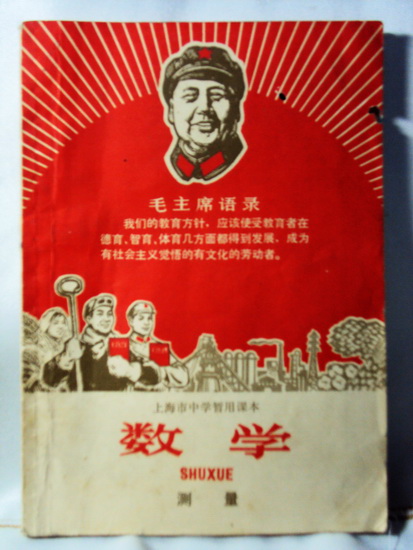 毛主席语录
我们的教育方针，应该使受教育者在
德育、智育、体育几方面都得到发展，成为
有社会主义觉悟的有文化的劳动者。
上海市中学暂用课本
数学
SHUXUE
测量